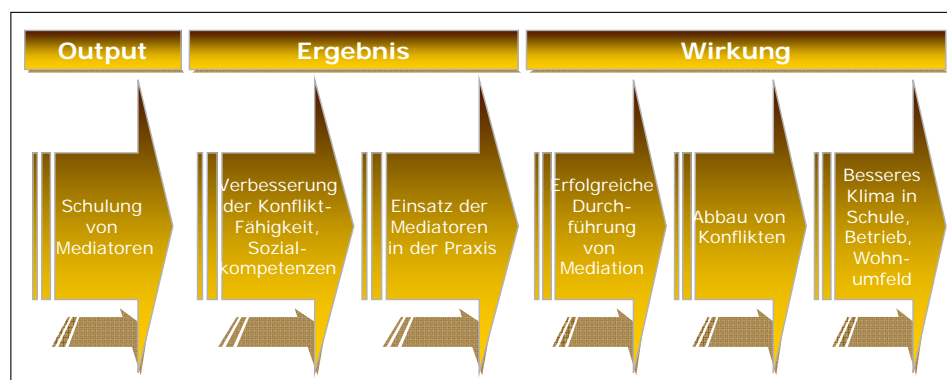 Output
Ergebnis
Wirkung
Schulung
von
Mediatoren
Verbesserung
der Konflikt-
Fähigkeit,
Sozial-
kompetenzen
Einsatz der
Mediatoren
in der Praxis
Erfolgreiche
Durch-
führung
von
Mediation
Abbau von
Konflikten
Besseres
Klima in
Schule,
Betrieb,
Wohn-
umfeld